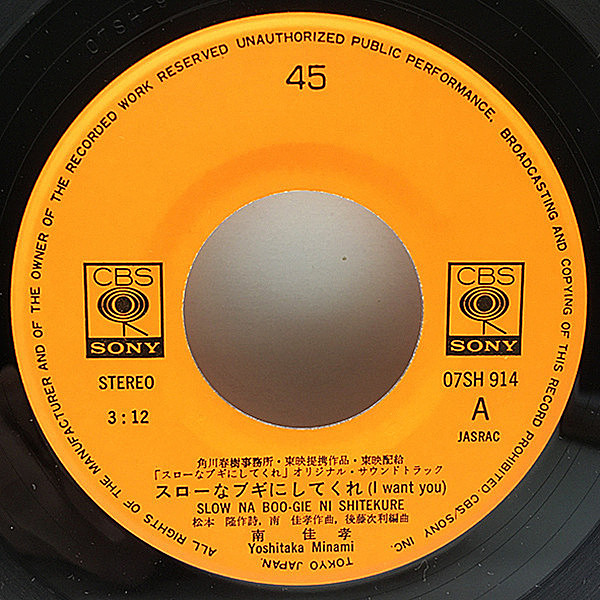 ALL RIGHTS OF THE MANUFACTURER AND OF THE OWNER OF THE RECORDED WORK RESERVED UNAUTHORIZED PUBLIC PERFORMANCE, BROADCASTING AND COPYING OF THIS RECORD PROHIBITED CBS/SONY INC. TOKYO JAPAN,
45
CBS
SONY
CBS
SONY
STEREO
3:12
07SH 914
A
JASRAC
角川春樹事務所・東映提携作品・東映配給
「スローなブギにしてくれ」オリジナル・サウンドトラック
スローなブギにしてくれ (I want you)
SLOW NA BOO-GIE NI SHITEKURE
松本 隆作詩, 南 佳孝作曲, 後藤次利編曲
南 佳孝
Yoshitaka Minami